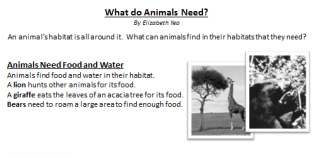 What do Animals Need?
By Elizabeth Yeo
An animal's habitat is all around it. What can animals find in their habitats that they need?
Animals Need Food and Water
Animals find food and water in their habitat.
A lion hunts other animals for its food.
A giraffe eats the leaves of an acacia tree for its food.
Bears need to roam a large area to find enough food.